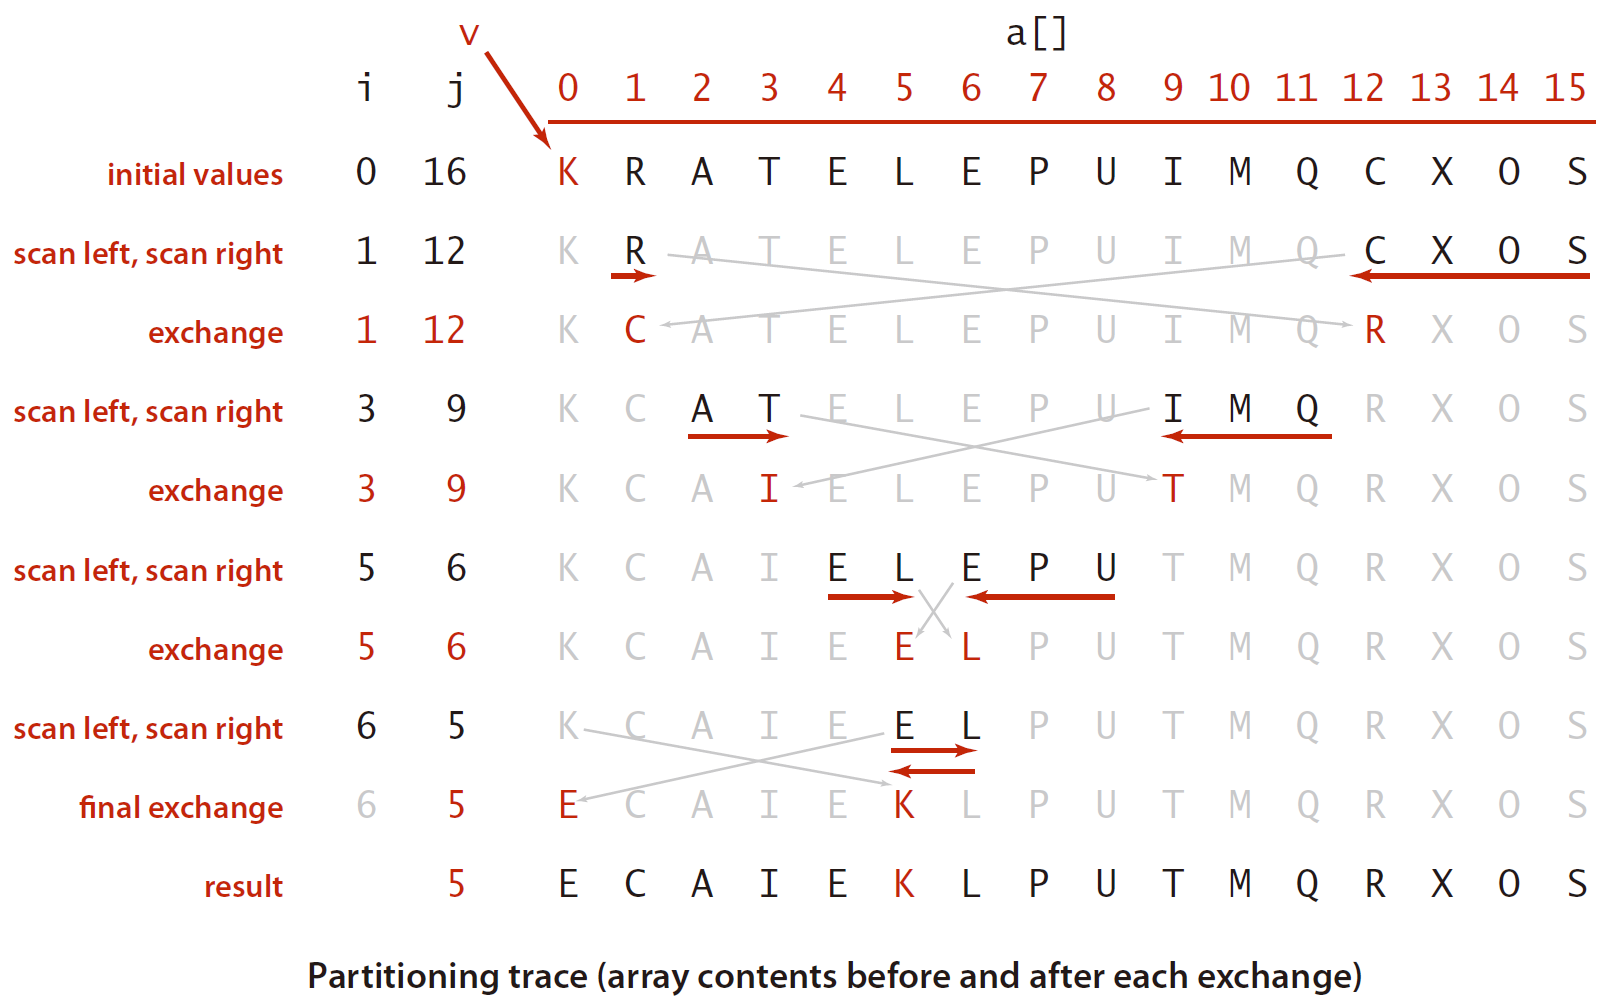 v a[]
i j 0 1 2 3 4 5 6 7 8 9 10 11 12 13 14 15
initial values 0 16 K R A T E L E P U I M Q C X O S
scan left, scan right 1 12 K R A T E L E P U I M Q C X O S
exchange 1 12 K C A T E L E P U I M Q R X O S
scan left, scan right 3 9 K C A T E L E P U I M Q R X O S
exchange 3 9 K C A I E L E P U T M Q R X O S
scan left, scan right 5 6 K C A I E L E P U T M Q R X O S
exchange 5 6 K C A I E E L P U T M Q R X O S
scan left, scan right 6 5 K C A I E E L P U T M Q R X O S
final exchange 6 5 E C A I E K L P U T M Q R X O S
result 5 E C A I E K L P U T M Q R X O S
Partitioning trace (array contents before and after each exchange)